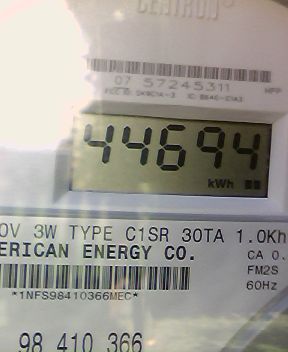 CENTRON®
07 57245311
44694
kWh
0V 3W TYPE C1SR 30TA 1.0Kh
ERICAN ENERGY CO.
CA 0.
FM2S
*1NFS98410366MEC*
60Hz
98 410 366